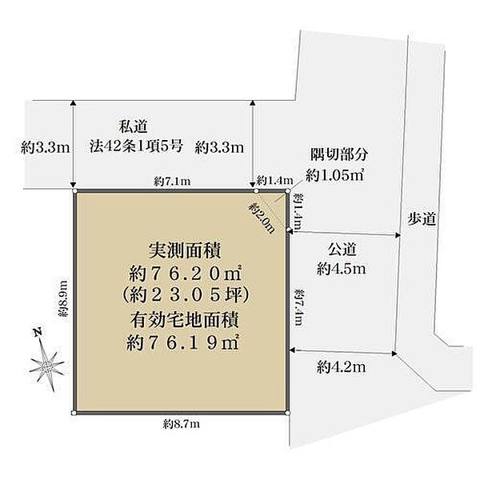 私道
法42条1項5号
約3.3m
約3.3m
約7.1m
約1.4m
隅切部分
約1.05㎡
約2.0m
約1.4m
歩道
公道
約4.5m
実測面積
約76.20㎡
(約23.05坪)
有効宅地面積
約76.19㎡
約8.9m
約7.4m
約4.2m
約8.7m
N